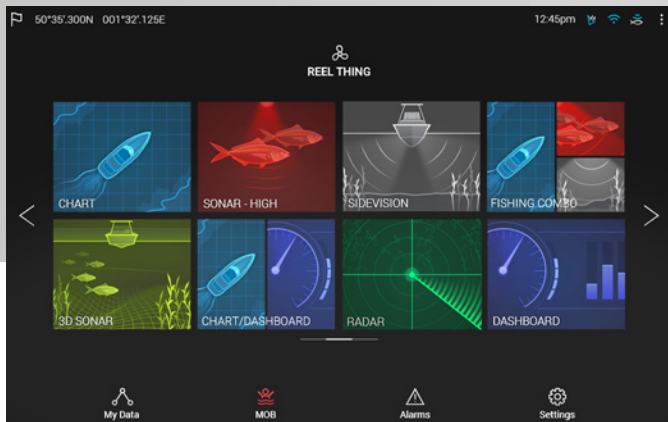 50°35'.300N 001°32'.125E
12:45pm
REEL THING
CHART
SONAR - HIGH
SIDEVISION
FISHING COMBO
3D SONAR
CHART/DASHBOARD
RADAR
DASHBOARD
My Data
MOB
Alarms
Settings